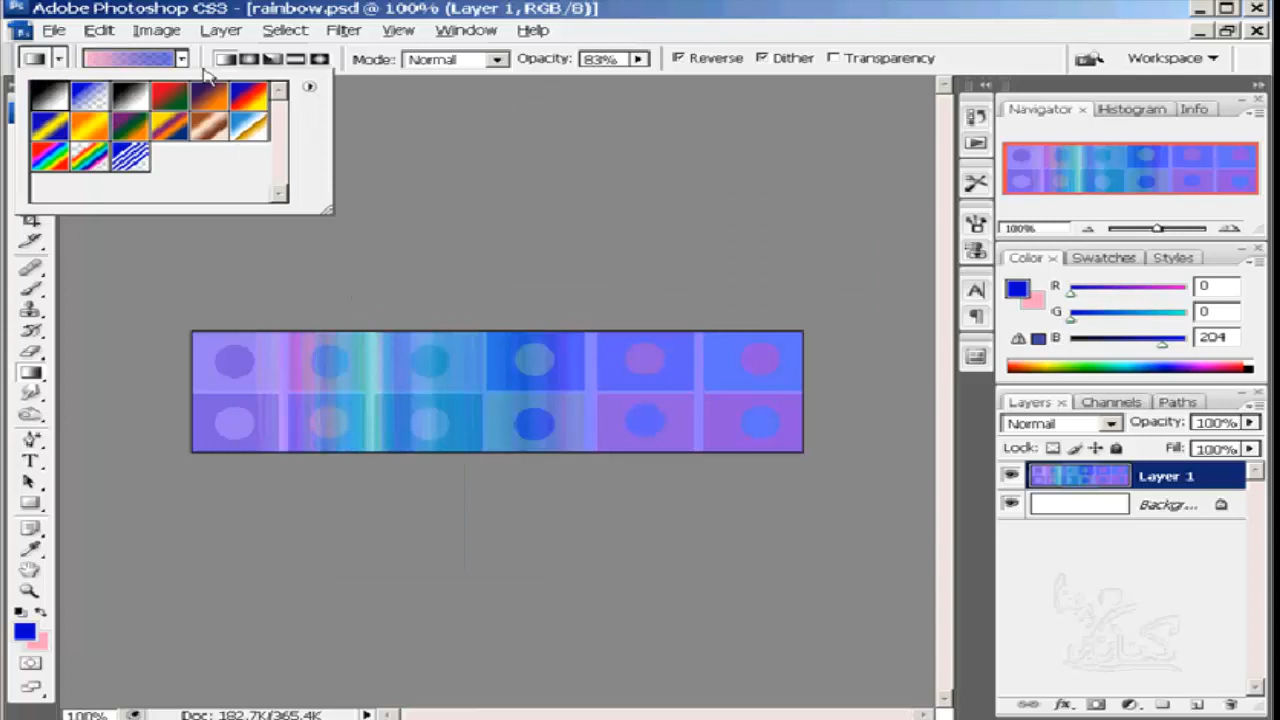 Adobe Photoshop CS3 - [rainbow.psd @ 100% (Layer 1, RGB/8)]
File Edit Image Layer Select Filter View Window Help
Mode: Normal Opacity: 83% Reverse Dither Transparency Workspace
Navigator × Histogram Info
100%
Color × Swatches Styles
R 0
G 0
B 204
Layers × Channels Paths
Normal Opacity: 100%
Lock: Fill: 100%
Layer 1
Backgr...
T
100% Doc: 182.7K/365.4K